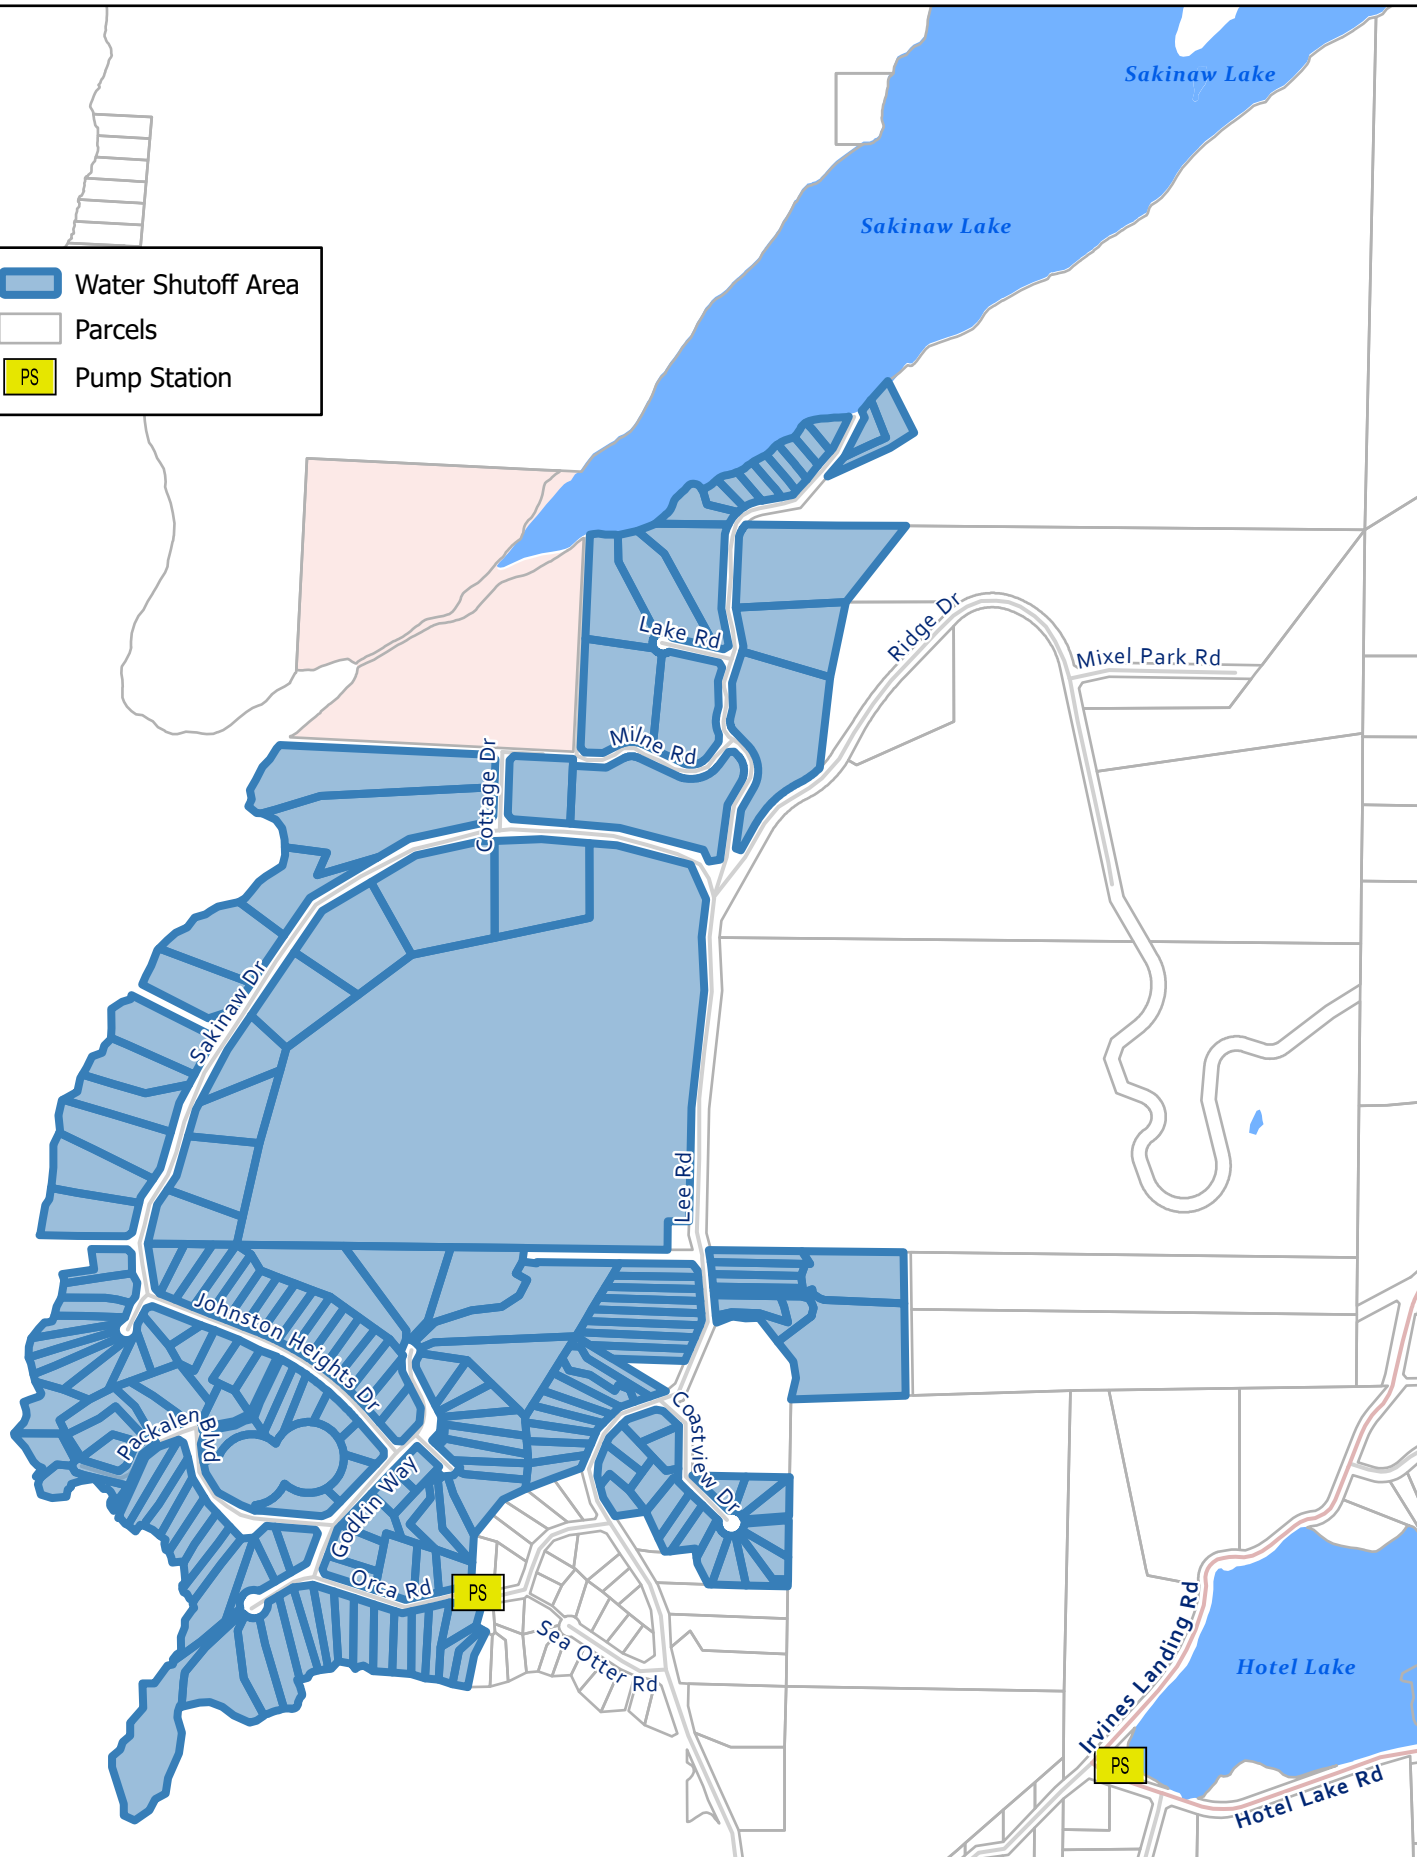 Sakinaw Lake
Sakinaw Lake
Water Shutoff Area
Parcels
PS Pump Station
Lake Rd
Ridge Dr
Mixel Park Rd
Milne Rd
Cottage Dr
Sakinaw Dr
Lee Rd
Johnston Heights Dr
Coastview Dr
Packalen Blvd
Godkin Way
Orca Rd
PS
Sea Otter Rd
Irvines Landing Rd
Hotel Lake
PS
Hotel Lake Rd